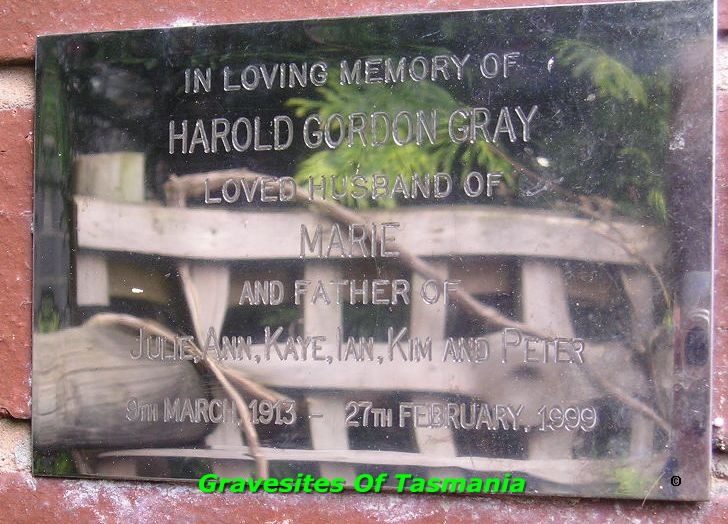 IN LOVING MEMORY OF
HAROLD GORDON GRAY
LOVED HUSBAND OF
MARIE
AND FATHER OF
JULIE, ANN, KAYE, IAN, KIM AND PETER
9TH MARCH, 1913 – 27TH FEBRUARY, 1999
Gravesites Of Tasmania
©